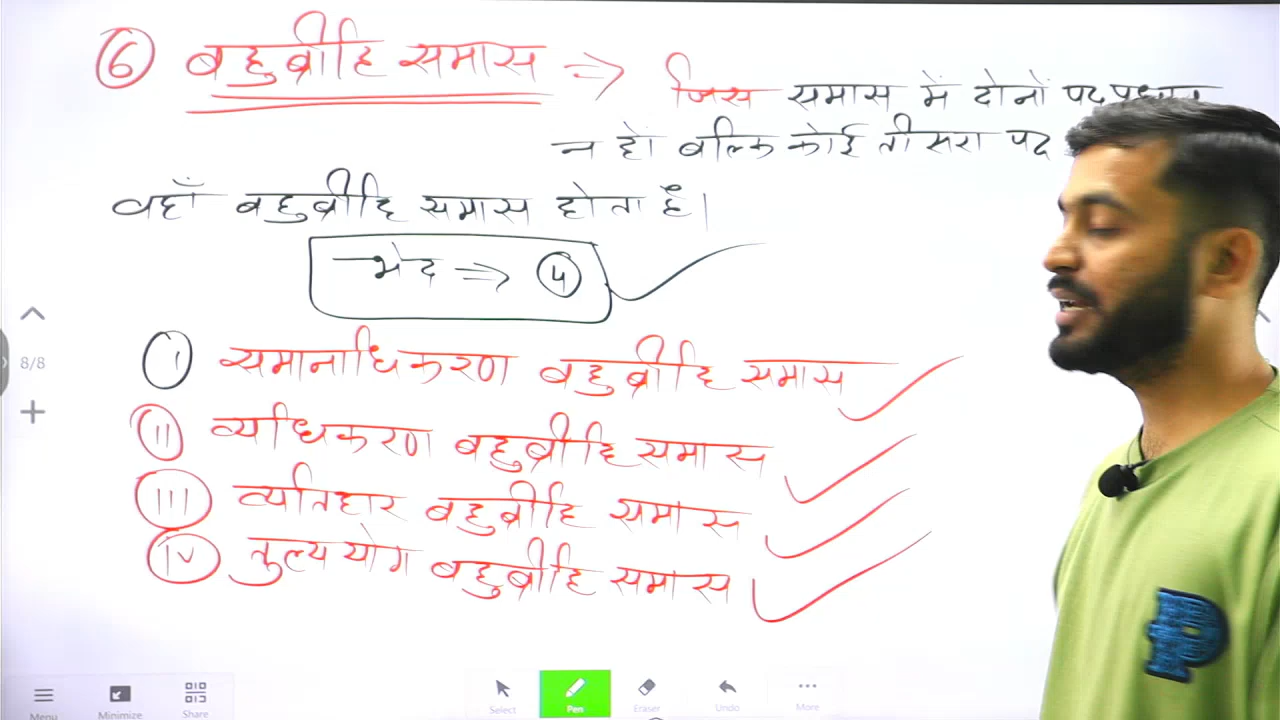 ⑥ बहुब्रीहि समास ⇒ जिस समास में दोनों पद प्रधान
न हों बल्कि कोई तीसरा पद
वहाँ बहुब्रीहि समास होता है।
भेद ⇒ ④
I समानाधिकरण बहुब्रीहि समास
II व्यधिकरण बहुब्रीहि समास
III व्यतिहार बहुब्रीहि समास
IV तुल्य योग बहुब्रीहि समास
8/8
P
Menu Minimize Share Select Pen Eraser Undo More